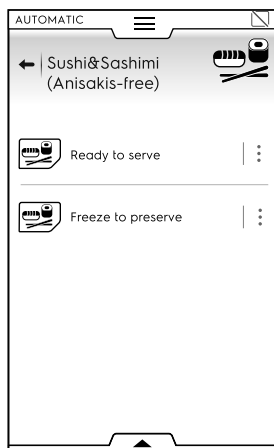 AUTOMATIC
Sushi&Sashimi
(Anisakis-free)
Ready to serve
Freeze to preserve